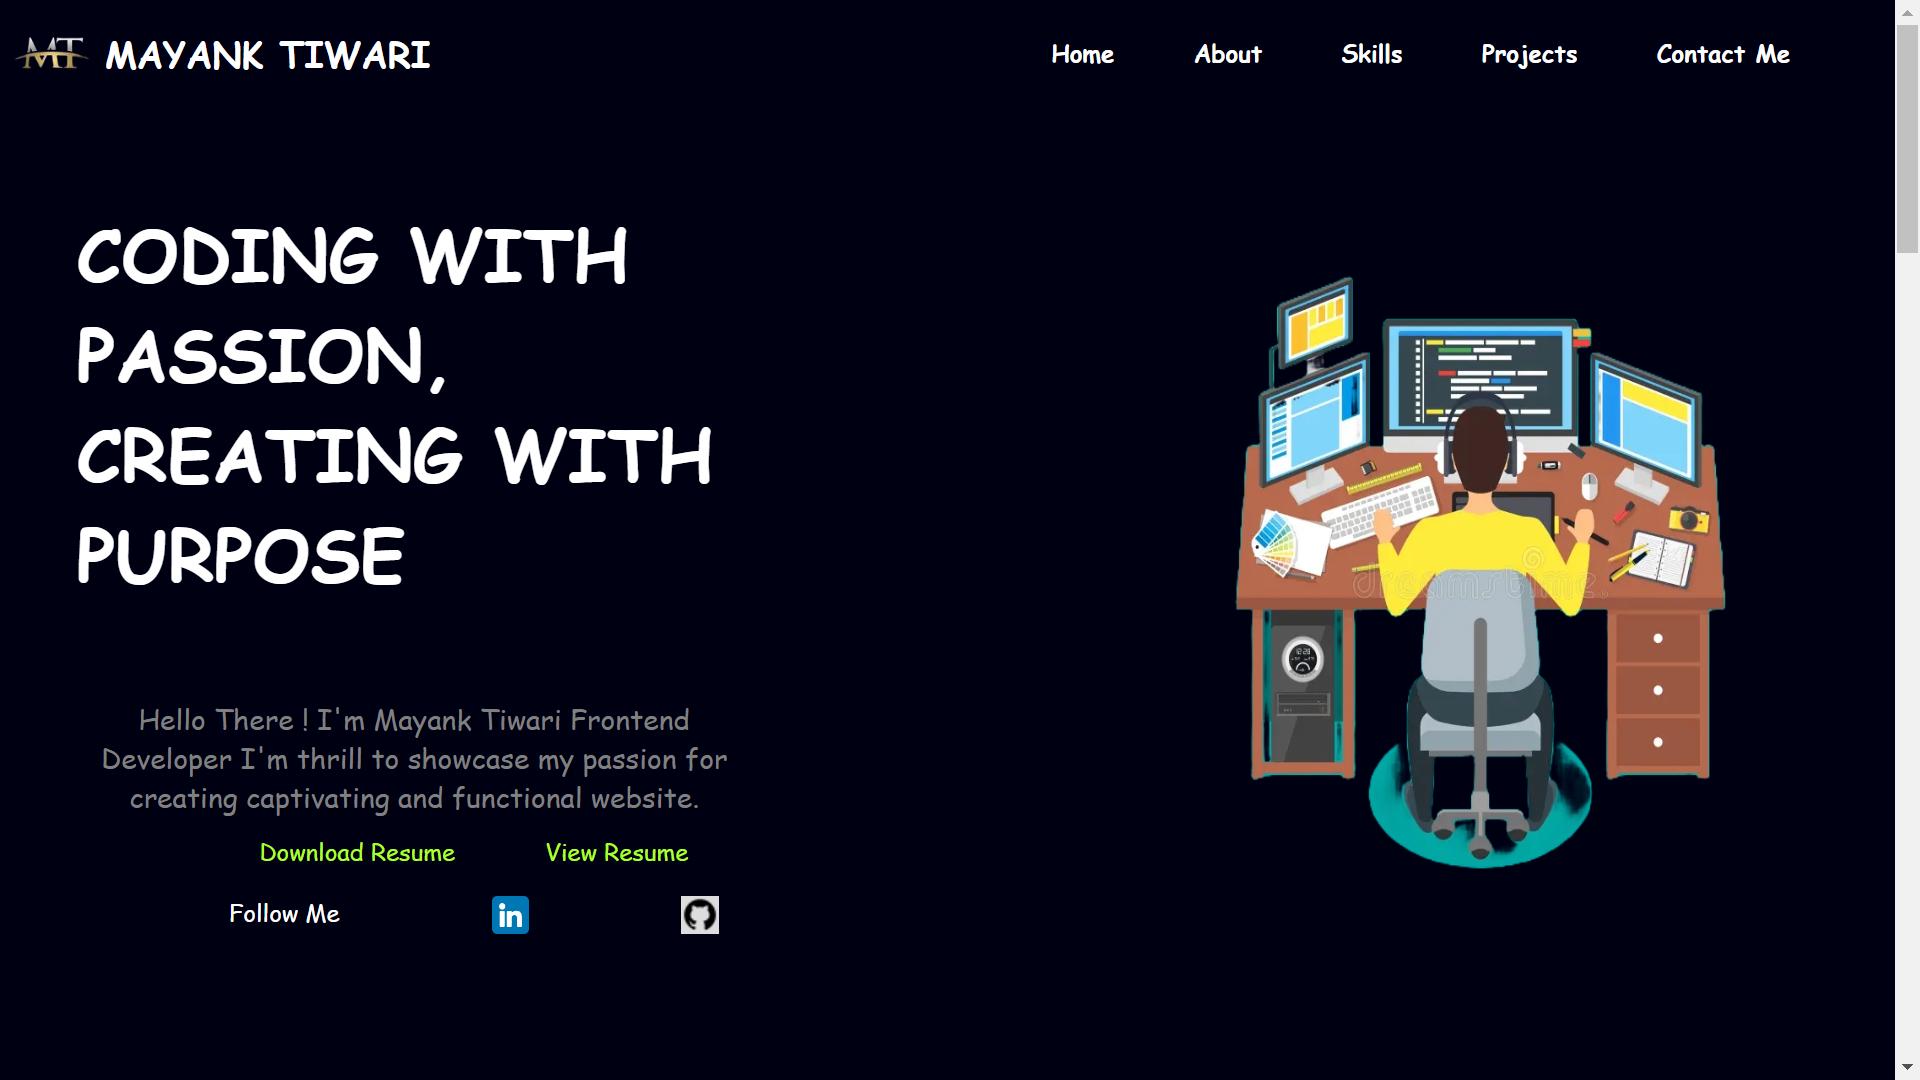 MT MAYANK TIWARI
Home About Skills Projects Contact Me
CODING WITH
PASSION,
CREATING WITH
PURPOSE
Hello There ! I'm Mayank Tiwari Frontend
Developer I'm thrill to showcase my passion for
creating captivating and functional website.
Download Resume View Resume
Follow Me
in
dreamstime.